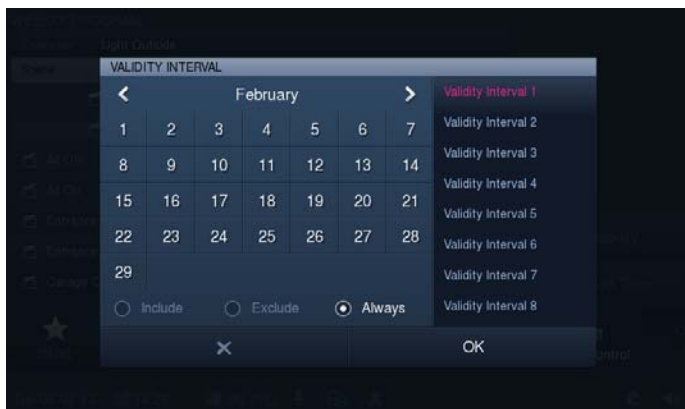 Light Outside
VALIDITY INTERVAL
February
1 2 3 4 5 6 7
8 9 10 11 12 13 14
15 16 17 18 19 20 21
22 23 24 25 26 27 28
29
Include Exclude Always
OK
Validity Interval 1
Validity Interval 2
Validity Interval 3
Validity Interval 4
Validity Interval 5
Validity Interval 6
Validity Interval 7
Validity Interval 8